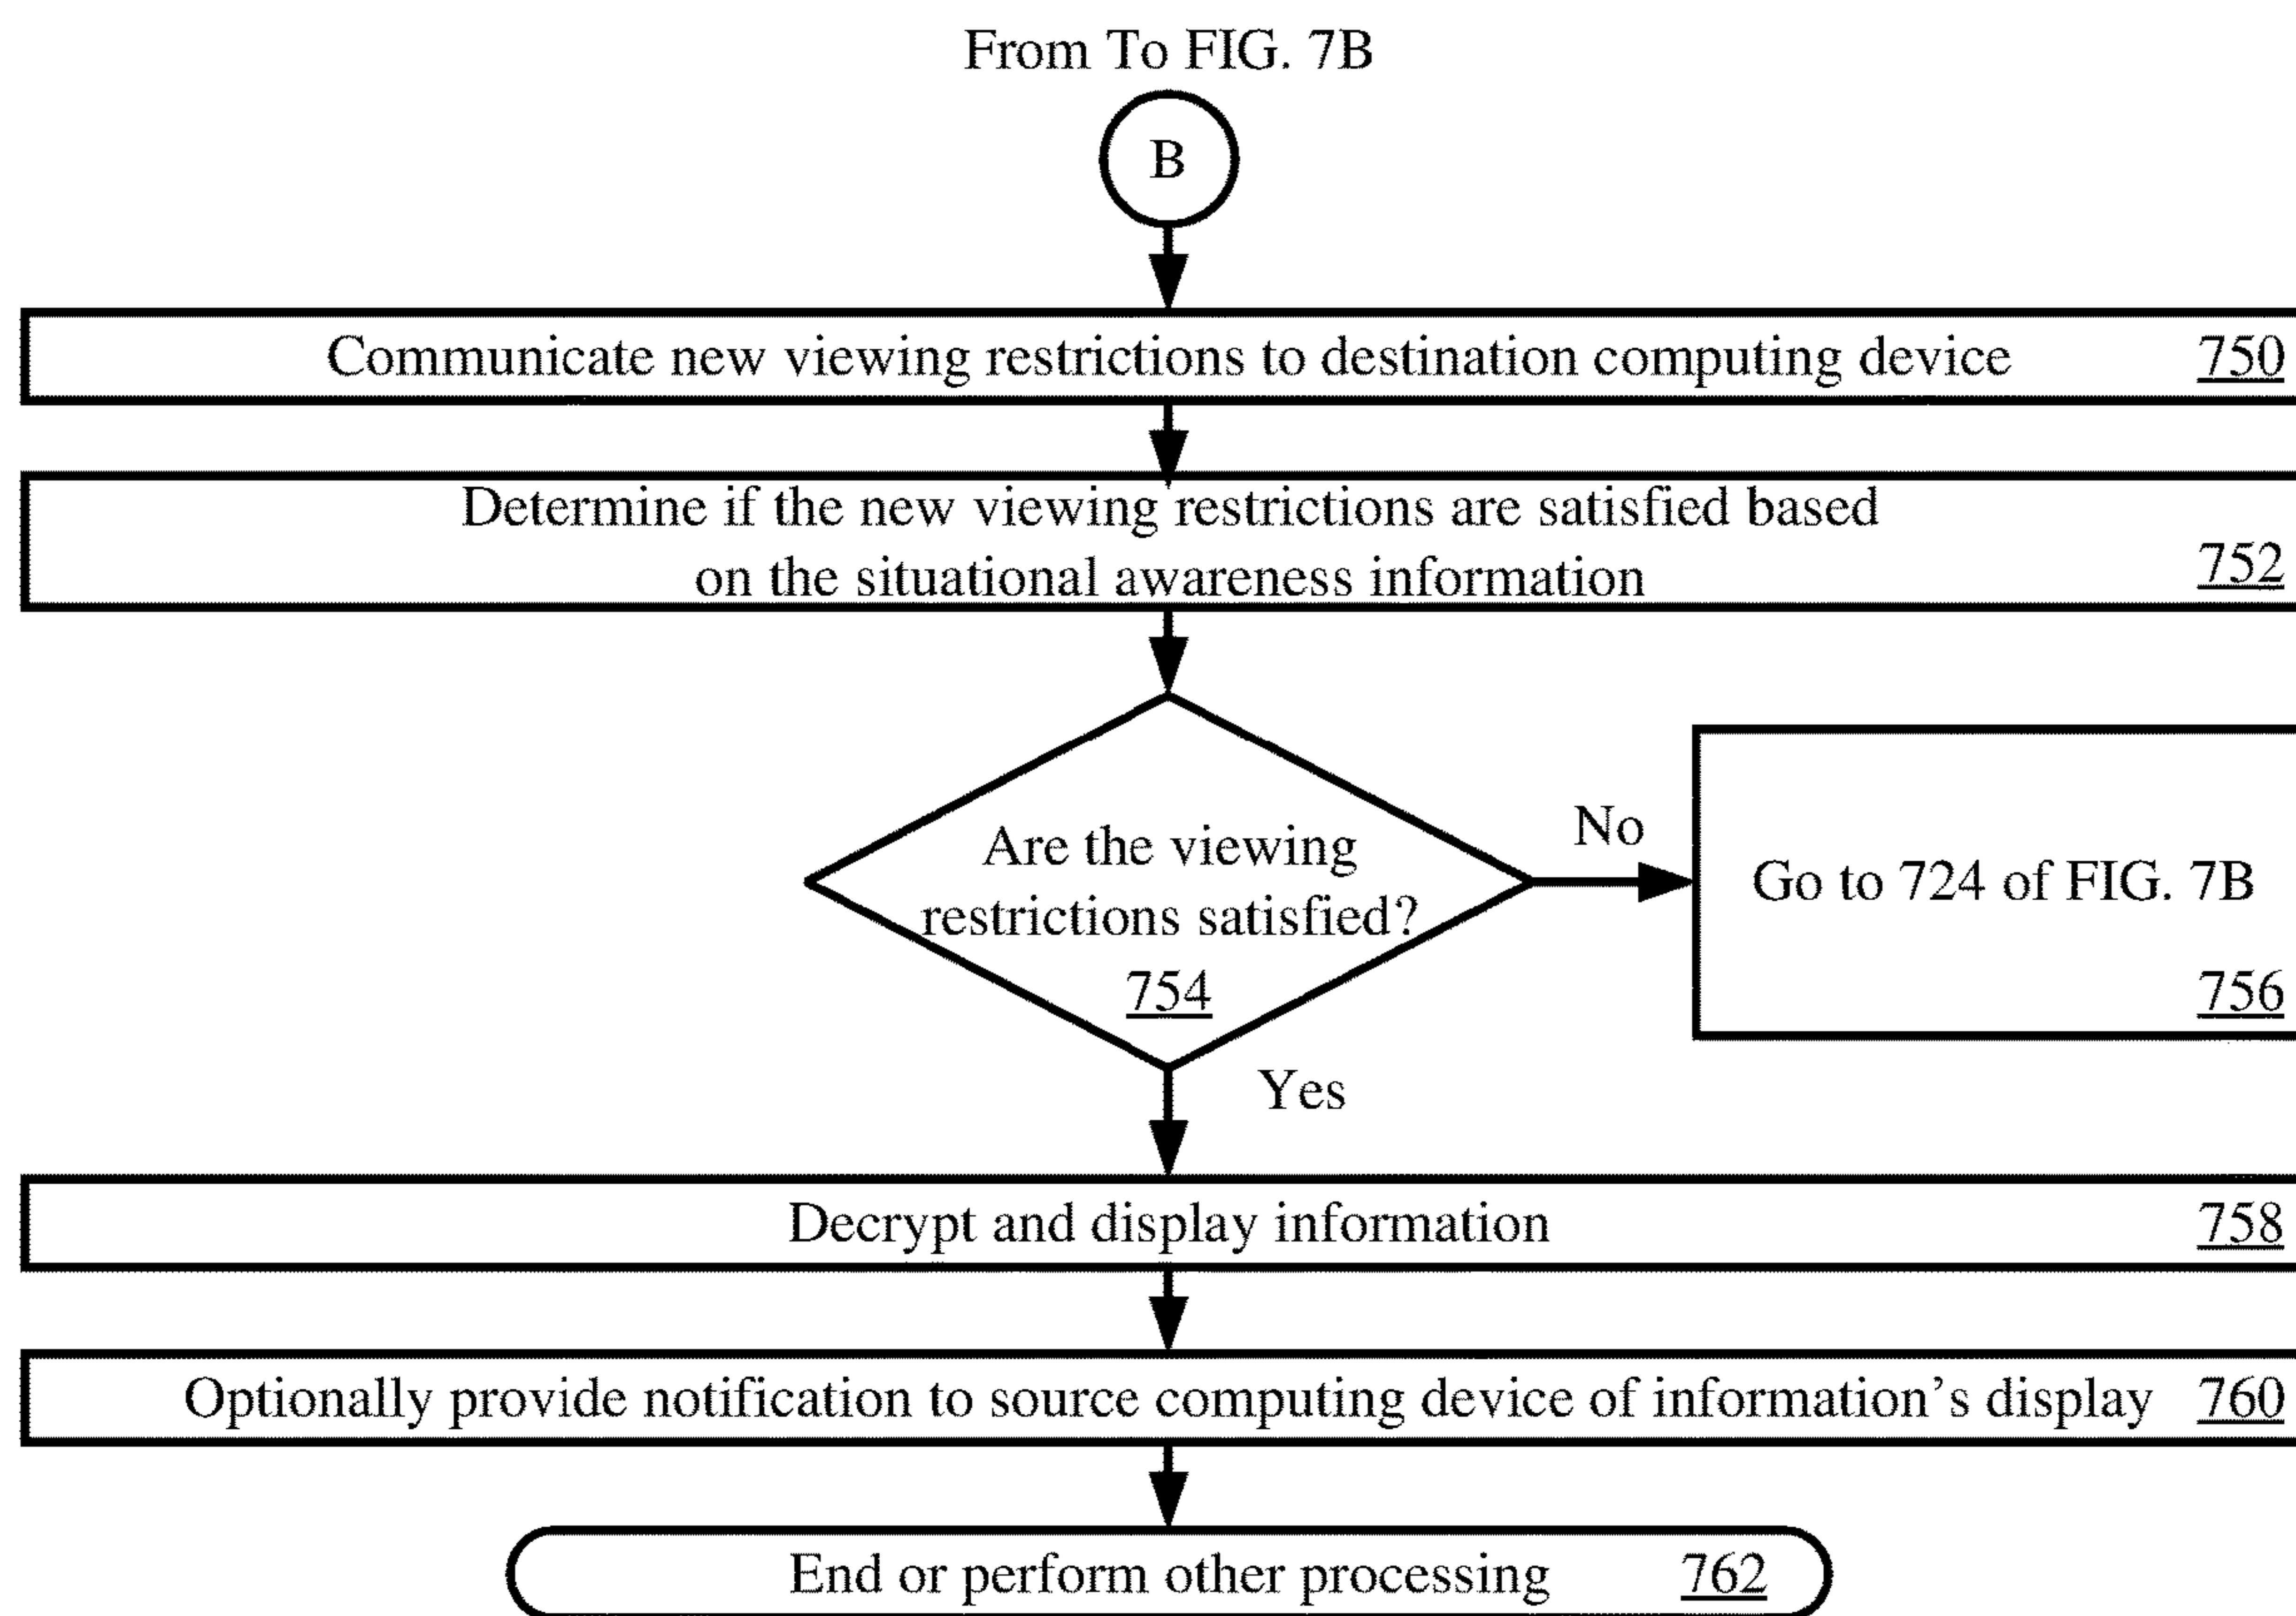 From To FIG. 7B
B
Communicate new viewing restrictions to destination computing device 750
Determine if the new viewing restrictions are satisfied based
on the situational awareness information 752
Are the viewing
restrictions satisfied?
754
No
Go to 724 of FIG. 7B
756
Yes
Decrypt and display information 758
Optionally provide notification to source computing device of information’s display 760
End or perform other processing 762